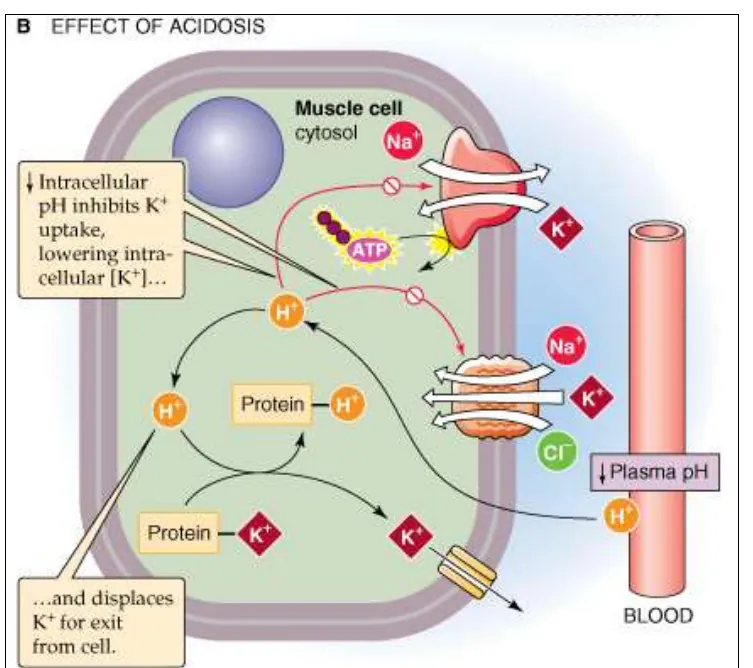 B EFFECT OF ACIDOSIS
Muscle cell
cytosol
Na⁺
↓ Intracellular
pH inhibits K⁺
uptake,
lowering intra-
cellular [K⁺]…
K⁺
ATP
H⁺
Na⁺
K⁺
H⁺
Protein
H⁺
Cl⁻
↓ Plasma pH
H⁺
Protein
K⁺
K⁺
…and displaces
K⁺ for exit
from cell.
BLOOD